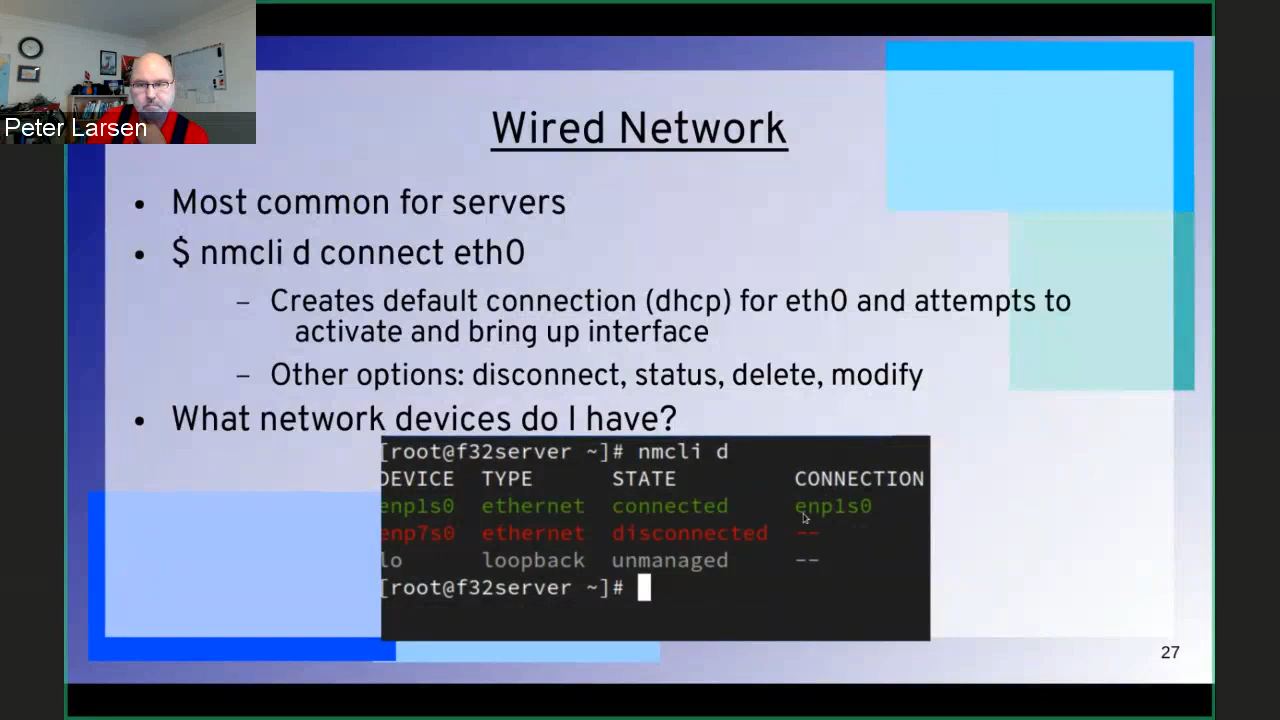 Peter Larsen
Wired Network
• Most common for servers
• $ nmcli d connect eth0
– Creates default connection (dhcp) for eth0 and attempts to
activate and bring up interface
– Other options: disconnect, status, delete, modify
• What network devices do I have?
[root@f32server ~]# nmcli d
DEVICE TYPE STATE CONNECTION
enp1s0 ethernet connected enp1s0
enp7s0 ethernet disconnected --
lo loopback unmanaged --
[root@f32server ~]#
27